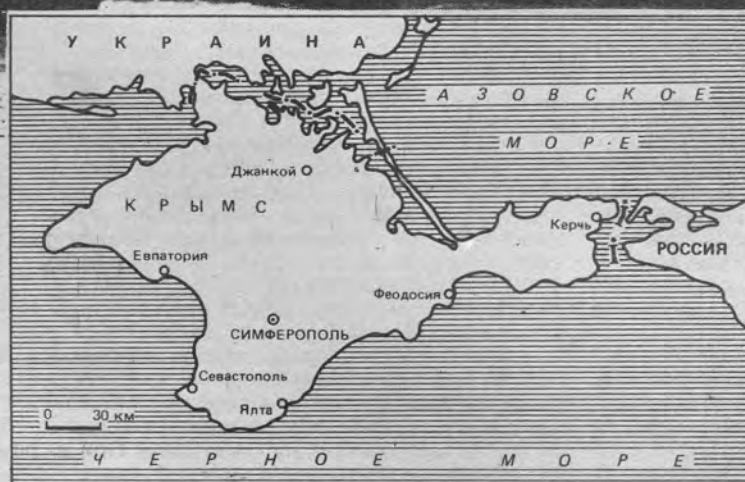 УКРАИНА
АЗОВСКОЕ
МОРЕ
Джанкой
КРЫМС
Керчь
РОССИЯ
Евпатория
Феодосия
СИМФЕРОПОЛЬ
Севастополь
Ялта
0 30 км
ЧЕРНОЕ МОРЕ